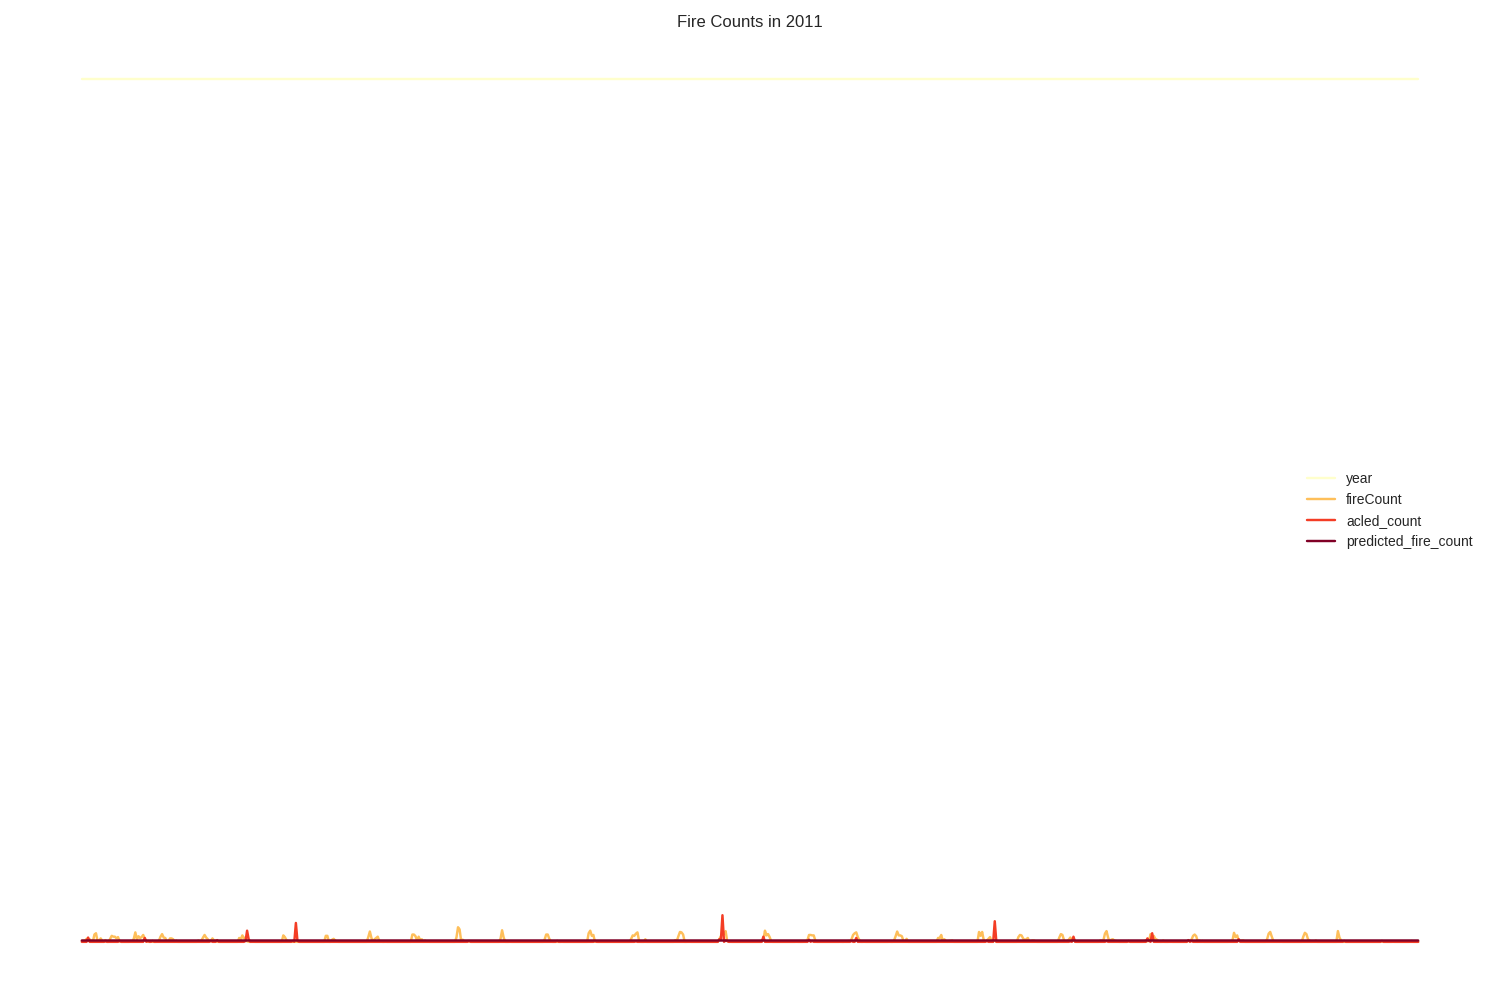 Fire Counts in 2011
year
fireCount
acled_count
predicted_fire_count